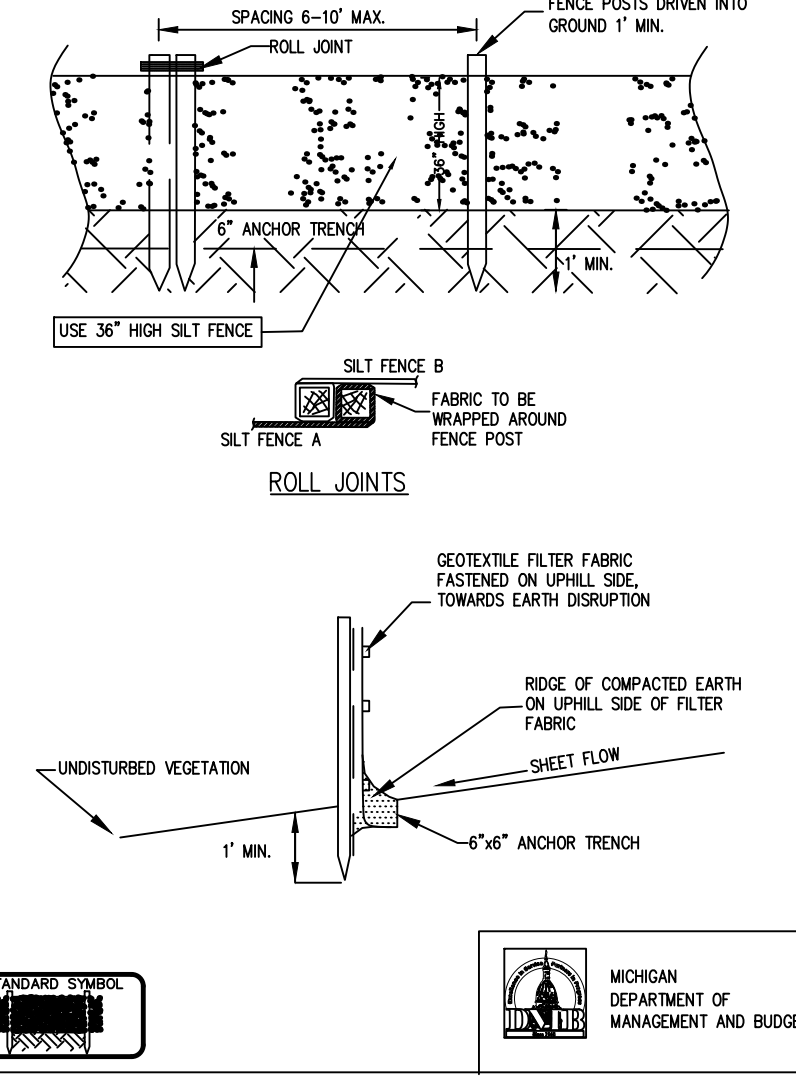 FENCE POSTS DRIVEN INTO
SPACING 6-10' MAX.
GROUND 1' MIN.
ROLL JOINT
36" HIGH
6" ANCHOR TRENCH
1' MIN.
USE 36" HIGH SILT FENCE
SILT FENCE B
FABRIC TO BE
WRAPPED AROUND
FENCE POST
SILT FENCE A
ROLL JOINTS
GEOTEXTILE FILTER FABRIC
FASTENED ON UPHILL SIDE,
TOWARDS EARTH DISRUPTION
RIDGE OF COMPACTED EARTH
ON UPHILL SIDE OF FILTER
FABRIC
SHEET FLOW
UNDISTURBED VEGETATION
1' MIN.
6"x6" ANCHOR TRENCH
TANDARD SYMBOL
DMB
MICHIGAN
DEPARTMENT OF
MANAGEMENT AND BUDGE